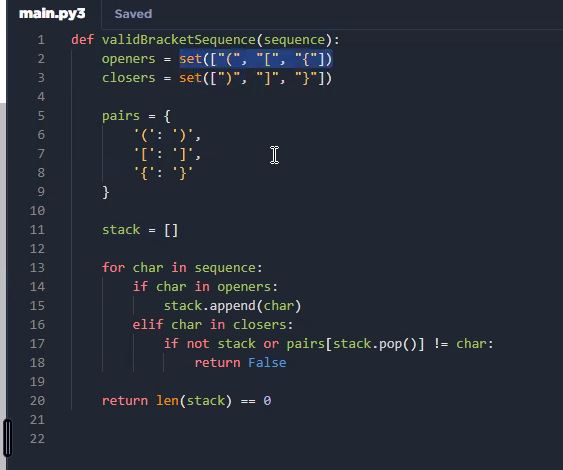 main.py3 Saved
1 def validBracketSequence(sequence):
2     openers = set(["(", "[", "{"])
3     closers = set([")", "]", "}"])
4
5     pairs = {
6         '(': ')',
7         '[': ']',
8         '{': '}'
9     }
10
11     stack = []
12
13     for char in sequence:
14         if char in openers:
15             stack.append(char)
16         elif char in closers:
17             if not stack or pairs[stack.pop()] != char:
18                 return False
19
20     return len(stack) == 0
21
22